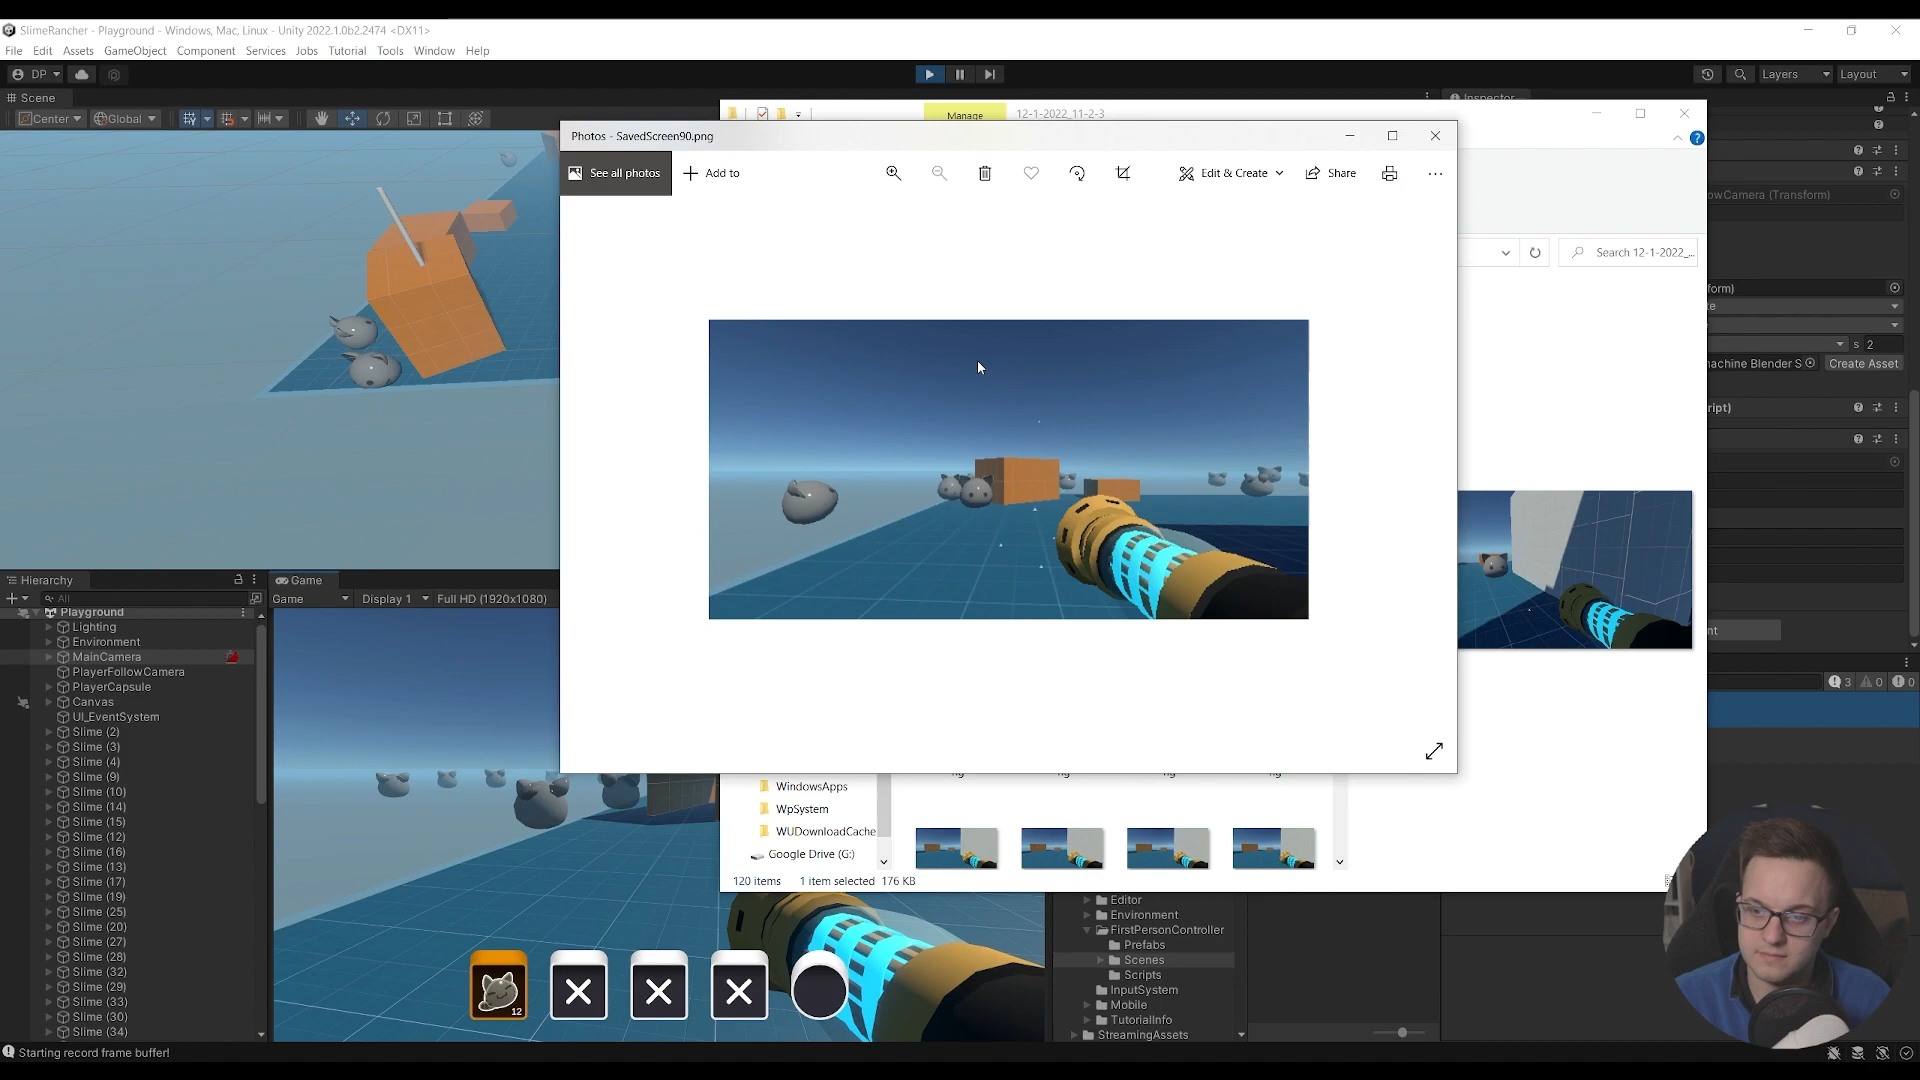 SlimeRancher - Playground - Windows, Mac, Linux - Unity 2022.1.0b2.2474 <DX11>
File Edit Assets GameObject Component Services Jobs Tutorial Tools Window Help
DP Layers Layout
Scene
Inspector
Center Global
Manage 12-1-2022_11-2-3
Photos - SavedScreen90.png
See all photos Add to Edit & Create Share
owCamera (Transform)
Search 12-1-2022_...
form)
s 2
achine Blender S Create Asset
ript)
nt
3 0 0
Hierarchy
All
Game
Game Display 1 Full HD (1920x1080)
Playground
Lighting
Environment
MainCamera
PlayerFollowCamera
PlayerCapsule
Canvas
UI_EventSystem
Slime (2)
Slime (3)
Slime (4)
Slime (9)
Slime (10)
Slime (14)
Slime (15)
Slime (12)
Slime (16)
Slime (13)
Slime (17)
Slime (19)
Slime (25)
Slime (20)
Slime (27)
Slime (28)
Slime (32)
Slime (29)
Slime (33)
Slime (30)
Slime (34)
WindowsApps
WpSystem
WUDownloadCache
Google Drive (G:)
120 items 1 item selected 176 KB
12
Editor
Environment
FirstPersonController
Prefabs
Scenes
Scripts
InputSystem
Mobile
TutorialInfo
StreamingAssets
Starting record frame buffer!